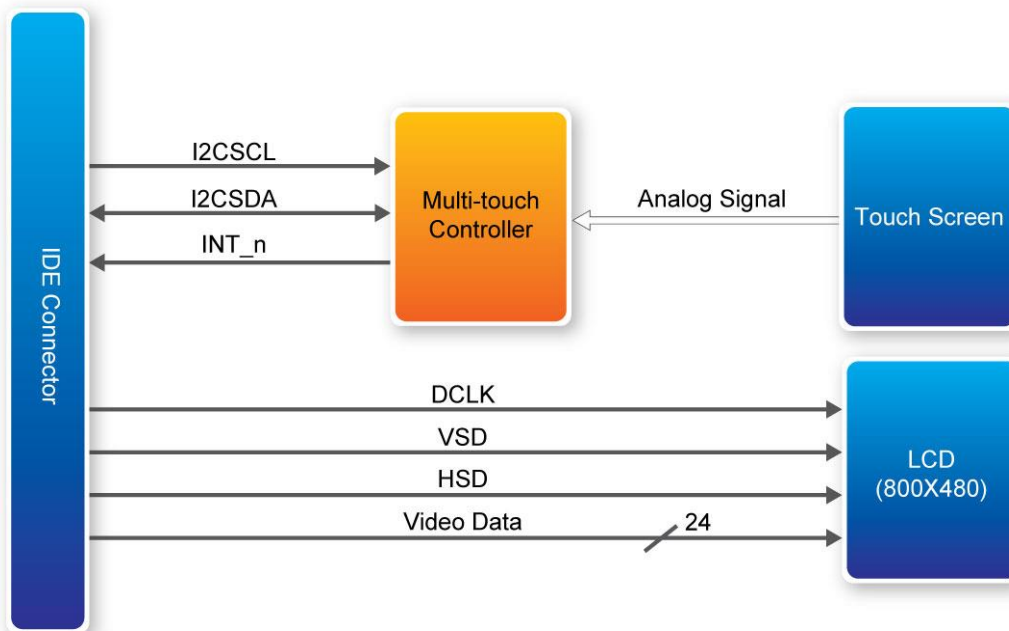 IDE Connector
I2CSCL
I2CSDA
INT_n
Multi-touch
Controller
Analog Signal
Touch Screen
DCLK
VSD
HSD
Video Data
24
LCD
(800X480)